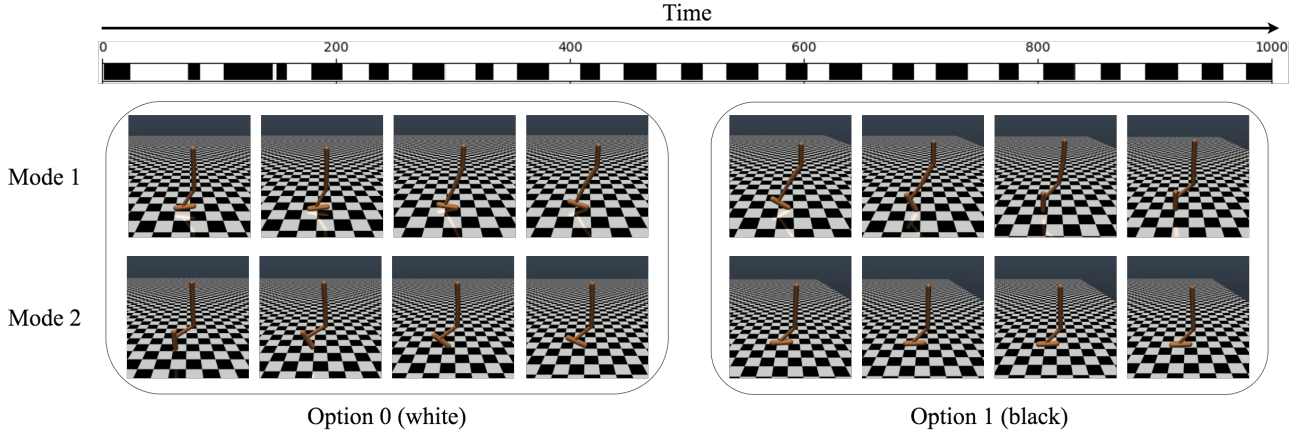 Time
0 200 400 600 800 1000
Mode 1
Mode 2
Option 0 (white) Option 1 (black)